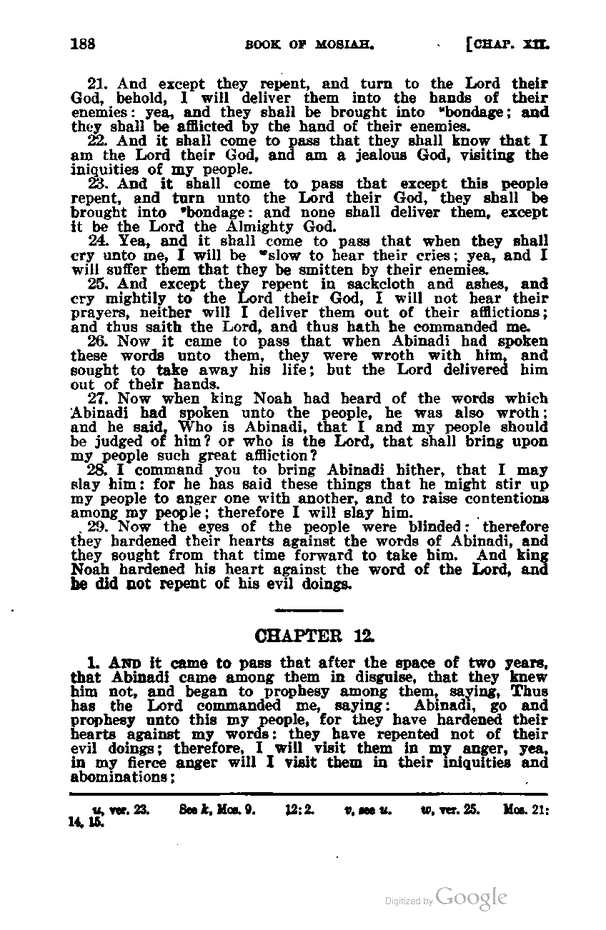 188 BOOK OF MOSIAH. [CHAP. XII.
21. And except they repent, and turn to the Lord their
God, behold, I will deliver them into the hands of their
enemies: yea, and they shall be brought into ᵘbondage; and
they shall be afflicted by the hand of their enemies.
22. And it shall come to pass that they shall know that I
am the Lord their God, and am a jealous God, visiting the
iniquities of my people.
23. And it shall come to pass that except this people
repent, and turn unto the Lord their God, they shall be
brought into ᵛbondage: and none shall deliver them, except
it be the Lord the Almighty God.
24. Yea, and it shall come to pass that when they shall
cry unto me, I will be ʷslow to hear their cries; yea, and I
will suffer them that they be smitten by their enemies.
25. And except they repent in sackcloth and ashes, and
cry mightily to the Lord their God, I will not hear their
prayers, neither will I deliver them out of their afflictions;
and thus saith the Lord, and thus hath he commanded me.
26. Now it came to pass that when Abinadi had spoken
these words unto them, they were wroth with him, and
sought to take away his life; but the Lord delivered him
out of their hands.
27. Now when king Noah had heard of the words which
Abinadi had spoken unto the people, he was also wroth;
and he said, Who is Abinadi, that I and my people should
be judged of him? or who is the Lord, that shall bring upon
my people such great affliction?
28. I command you to bring Abinadi hither, that I may
slay him: for he has said these things that he might stir up
my people to anger one with another, and to raise contentions
among my people; therefore I will slay him.
29. Now the eyes of the people were blinded: therefore
they hardened their hearts against the words of Abinadi, and
they sought from that time forward to take him. And king
Noah hardened his heart against the word of the Lord, and
he did not repent of his evil doings.
CHAPTER 12.
1. AND it came to pass that after the space of two years,
that Abinadi came among them in disguise, that they knew
him not, and began to prophesy among them, saying, Thus
has the Lord commanded me, saying: Abinadi, go and
prophesy unto this my people, for they have hardened their
hearts against my words: they have repented not of their
evil doings; therefore, I will visit them in my anger, yea,
in my fierce anger will I visit them in their iniquities and
abominations;
u, ver. 23. See k, Mos. 9. 12:2. v, see u. w, ver. 25. Mos. 21:
14, 15.
Digitized by Google